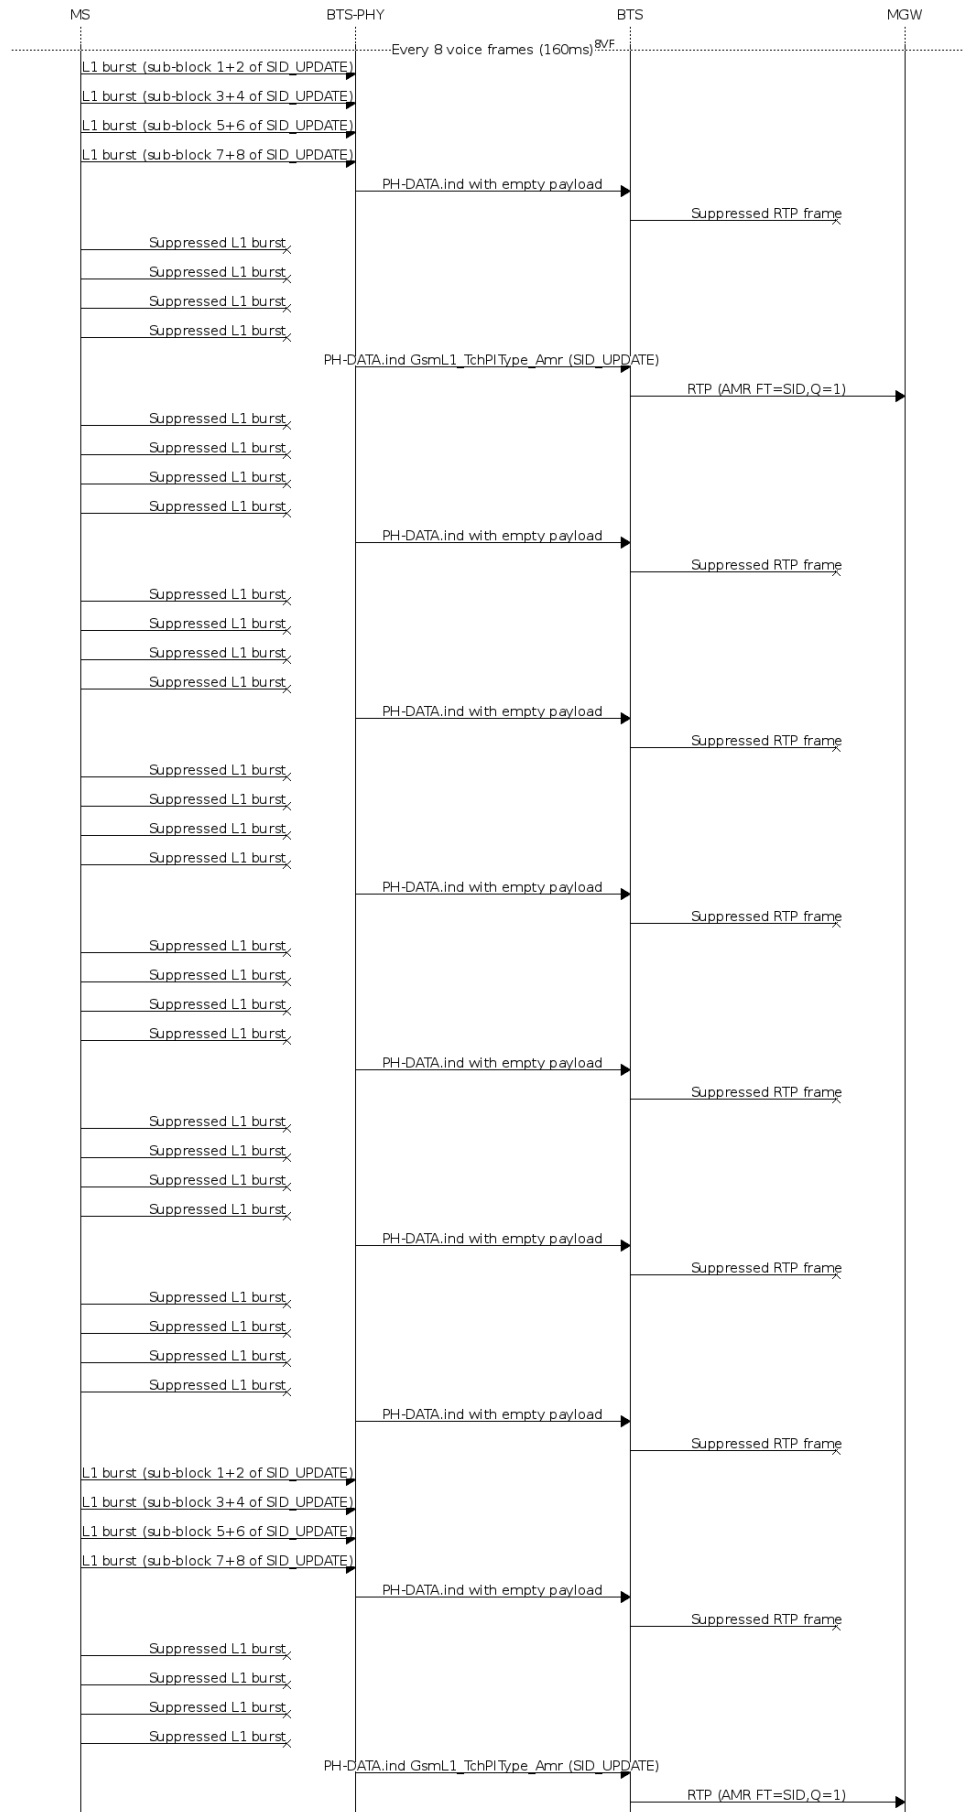 MS BTS-PHY BTS MGW
Every 8 voice frames (160ms)8VF
L1 burst (sub-block 1+2 of SID_UPDATE)
L1 burst (sub-block 3+4 of SID_UPDATE)
L1 burst (sub-block 5+6 of SID_UPDATE)
L1 burst (sub-block 7+8 of SID_UPDATE)
PH-DATA.ind with empty payload
Suppressed RTP frame
Suppressed L1 burst
Suppressed L1 burst
Suppressed L1 burst
Suppressed L1 burst
PH-DATA.ind GsmL1_TchPlType_Amr (SID_UPDATE)
RTP (AMR FT=SID,Q=1)
Suppressed L1 burst
Suppressed L1 burst
Suppressed L1 burst
Suppressed L1 burst
PH-DATA.ind with empty payload
Suppressed RTP frame
Suppressed L1 burst
Suppressed L1 burst
Suppressed L1 burst
Suppressed L1 burst
PH-DATA.ind with empty payload
Suppressed RTP frame
Suppressed L1 burst
Suppressed L1 burst
Suppressed L1 burst
Suppressed L1 burst
PH-DATA.ind with empty payload
Suppressed RTP frame
Suppressed L1 burst
Suppressed L1 burst
Suppressed L1 burst
Suppressed L1 burst
PH-DATA.ind with empty payload
Suppressed RTP frame
Suppressed L1 burst
Suppressed L1 burst
Suppressed L1 burst
Suppressed L1 burst
PH-DATA.ind with empty payload
Suppressed RTP frame
Suppressed L1 burst
Suppressed L1 burst
Suppressed L1 burst
Suppressed L1 burst
PH-DATA.ind with empty payload
Suppressed RTP frame
L1 burst (sub-block 1+2 of SID_UPDATE)
L1 burst (sub-block 3+4 of SID_UPDATE)
L1 burst (sub-block 5+6 of SID_UPDATE)
L1 burst (sub-block 7+8 of SID_UPDATE)
PH-DATA.ind with empty payload
Suppressed RTP frame
Suppressed L1 burst
Suppressed L1 burst
Suppressed L1 burst
Suppressed L1 burst
PH-DATA.ind GsmL1_TchPlType_Amr (SID_UPDATE)
RTP (AMR FT=SID,Q=1)